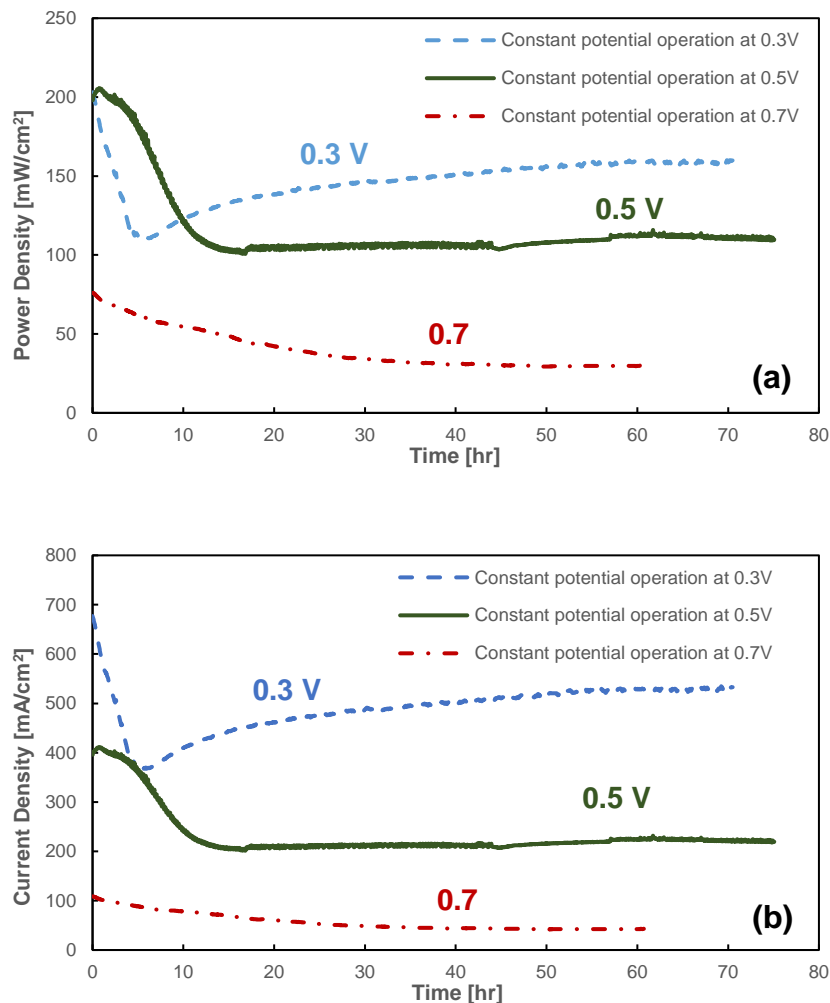 250
200
150
100
50
0
Power Density [mW/cm²]
Constant potential operation at 0.3V
Constant potential operation at 0.5V
Constant potential operation at 0.7V
0.3 V
0.5 V
0.7
(a)
0 10 20 30 40 50 60 70 80
Time [hr]
800
700
600
500
400
300
200
100
0
Current Density [mA/cm²]
Constant potential operation at 0.3V
Constant potential operation at 0.5V
Constant potential operation at 0.7V
0.3 V
0.5 V
0.7
(b)
0 10 20 30 40 50 60 70 80
Time [hr]